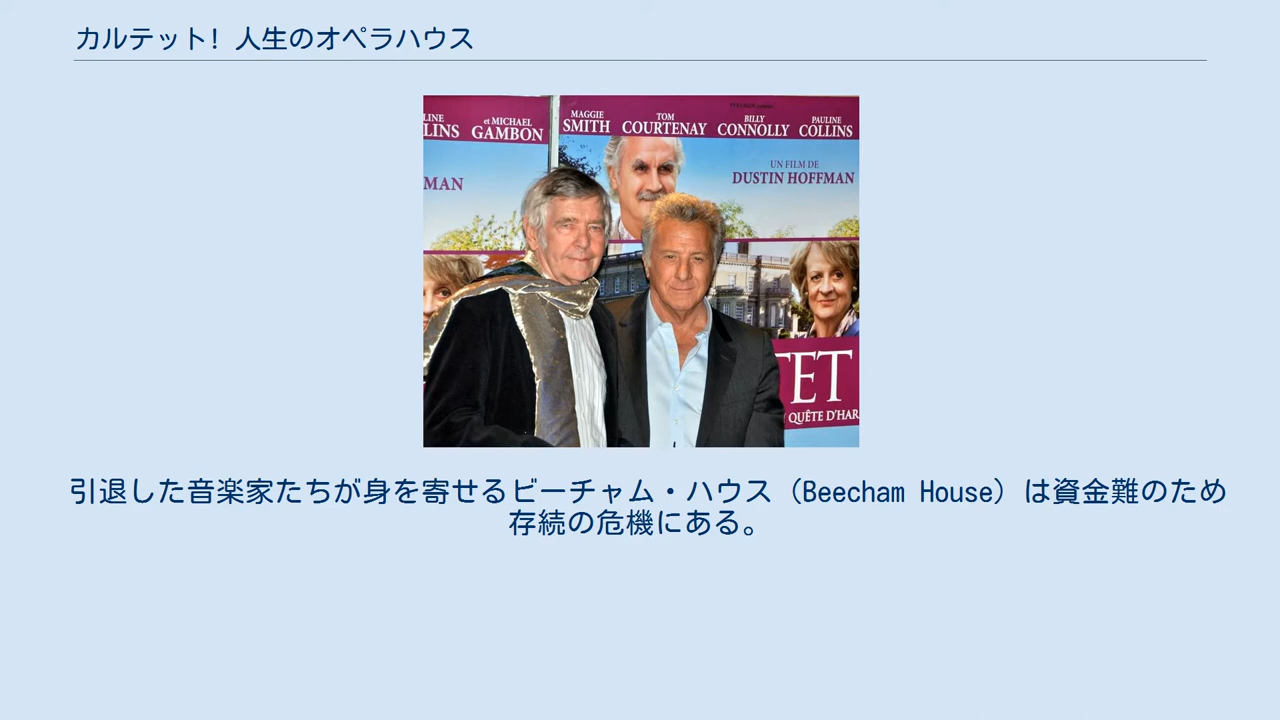 カルテット! 人生のオペラハウス
LINE
LINS
et MICHAEL
GAMBON
MAGGIE
SMITH
TOM
COURTENAY
BILLY
CONNOLLY
PAULINE
COLLINS
MAN
UN FILM DE
DUSTIN HOFFMAN
TET
QUÊTE D'HAR
引退した音楽家たちが身を寄せるビーチャム・ハウス（Beecham House）は資金難のため
存続の危機にある。